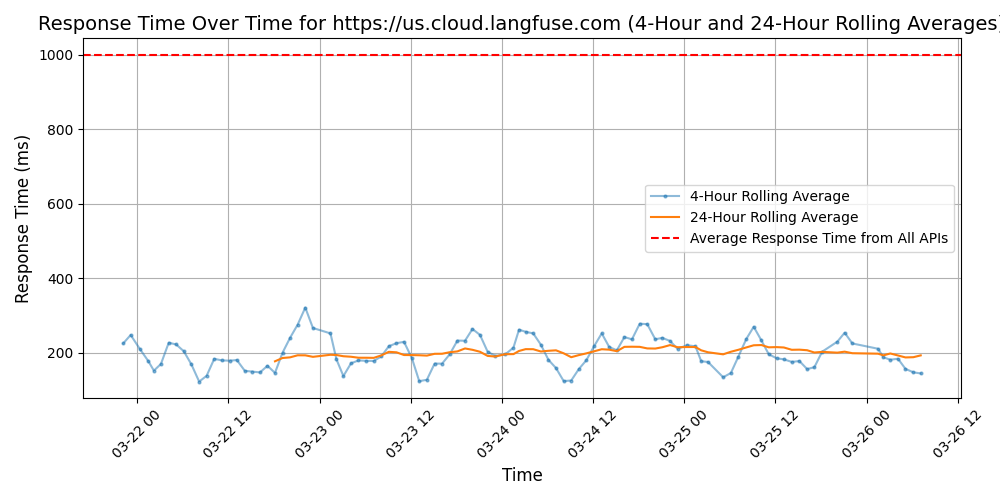 Response Time Over Time for https://us.cloud.langfuse.com (4-Hour and 24-Hour Rolling Averages)
Response Time (ms)
1000
800
600
400
200
4-Hour Rolling Average
24-Hour Rolling Average
Average Response Time from All APIs
03-22 00
03-22 12
03-23 00
03-23 12
03-24 00
03-24 12
03-25 00
03-25 12
03-26 00
03-26 12
Time